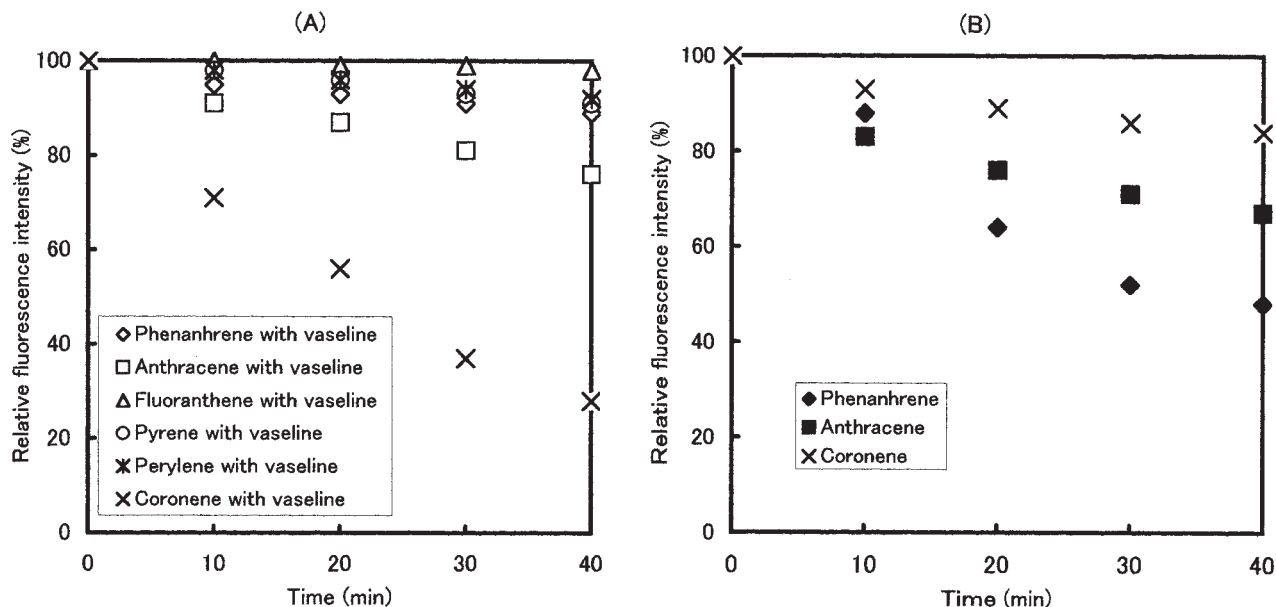 (A)
Relative fluorescence intensity (%)
100
80
60
40
20
0
◇ Phenanhrene with vaseline
□ Anthracene with vaseline
△ Fluoranthene with vaseline
○ Pyrene with vaseline
Perylene with vaseline
× Coronene with vaseline
0 10 20 30 40
Time (min)
(B)
Relative fluorescence intensity (%)
100
80
60
40
20
0
◆ Phenanhrene
■ Anthracene
× Coronene
0 10 20 30 40
Time (min)